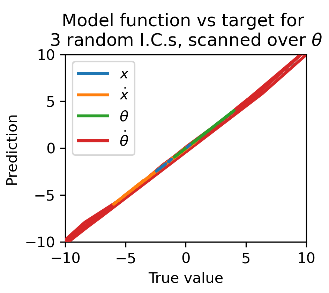 Model function vs target for
3 random I.C.s, scanned over θ
10
5
0
−5
−10
−10
−5
0
5
10
Prediction
True value
x
ẋ
θ
θ̇